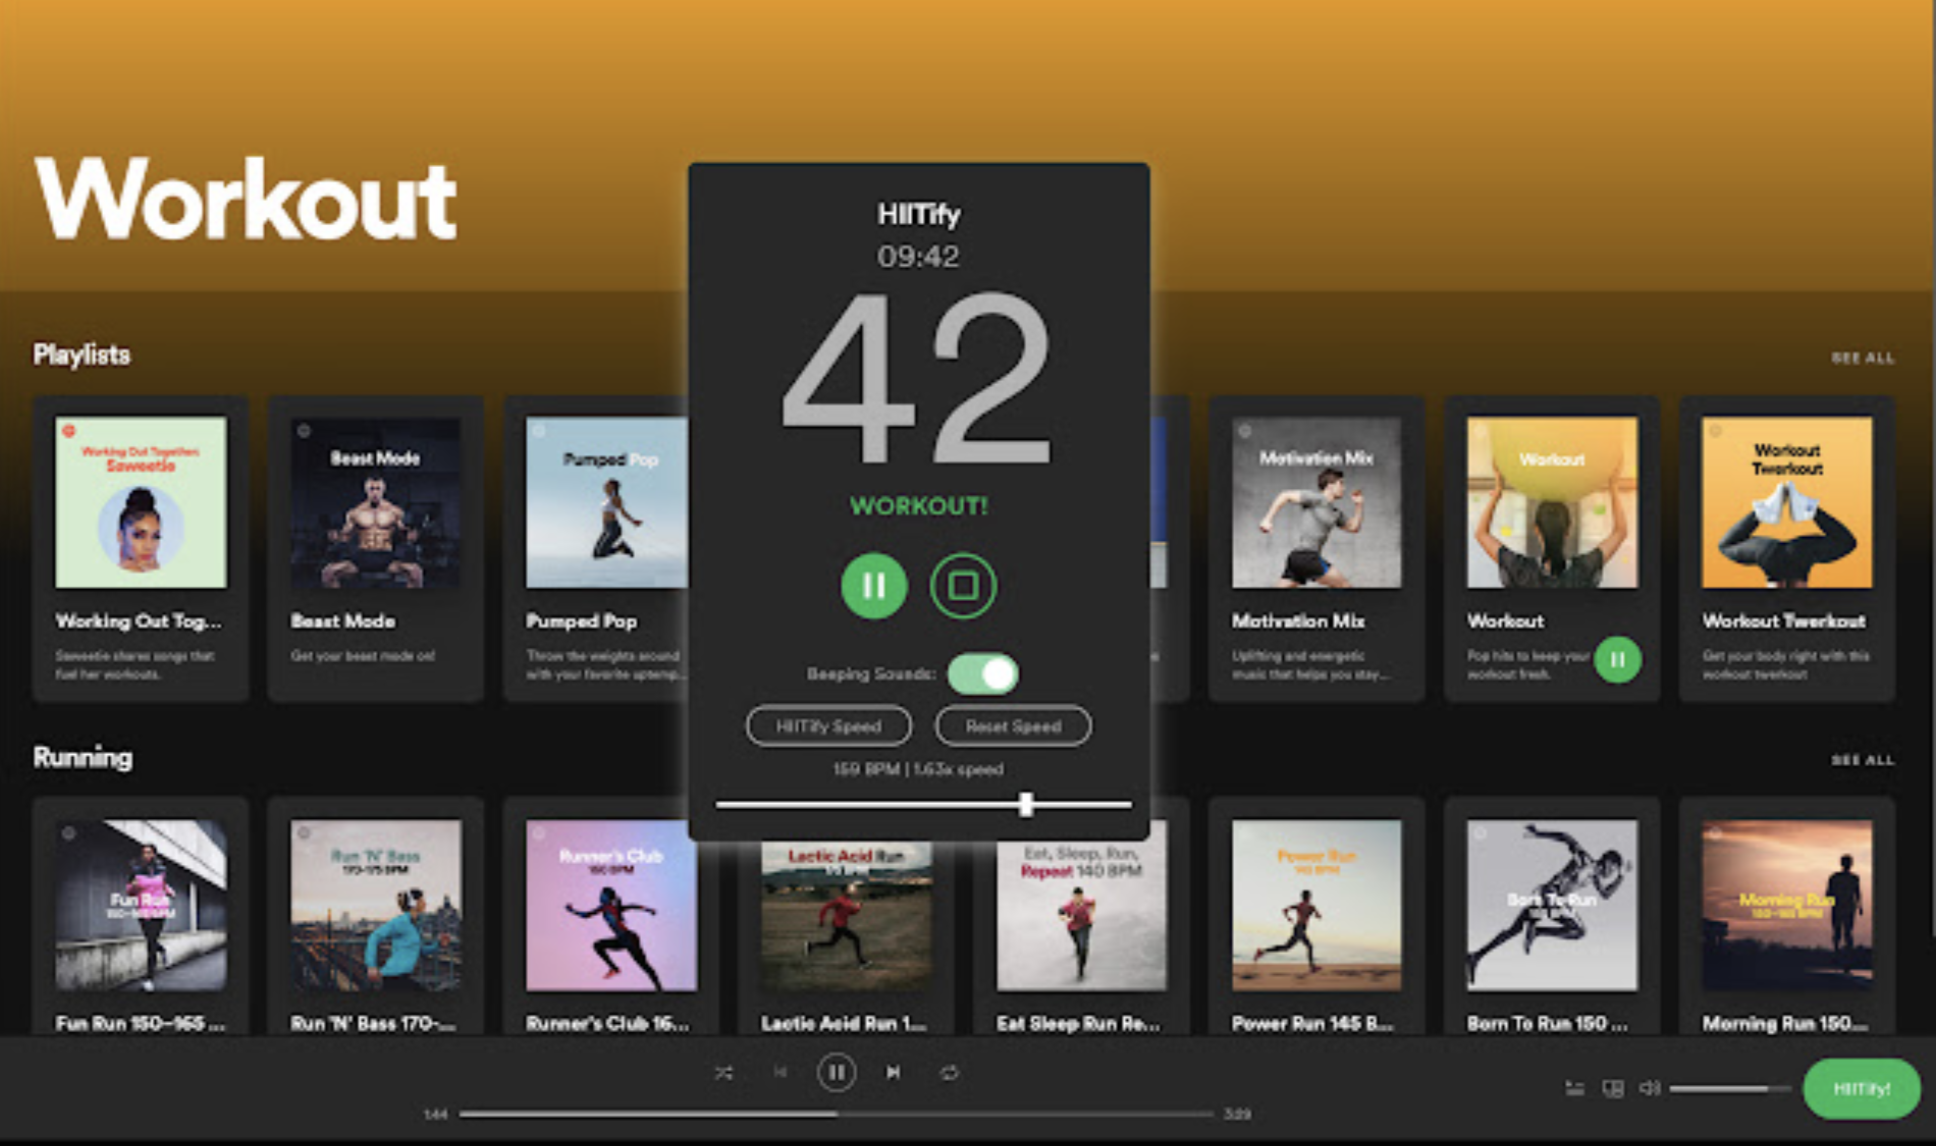 Workout
HIITify
09:42
42
WORKOUT!
Beeping Sounds:
HIITify Speed
Reset Speed
159 BPM | 1.63x speed
Playlists
SEE ALL
Working Out Together:
Saweetie
Beast Mode
Pumped Pop
Motivation Mix
Workout
Workout
Twerkout
Working Out Tog...
Beast Mode
Pumped Pop
Motivation Mix
Workout
Workout Twerkout
Saweetie shares songs that
fuel her workouts.
Get your beast mode on!
Throw the weights around
with your favorite uptemp...
Uplifting and energetic
music that helps you stay...
Pop hits to keep your
workout fresh.
Get your body right with this
workout twerkout
Running
SEE ALL
Fun Run
150-165 BPM
Run 'N' Bass
170-175 BPM
Runner's Club
Lactic Acid Run
Eat, Sleep, Run,
Repeat 140 BPM
Power Run
Born To Run
Morning Run
Fun Run 150–165 ...
Run 'N' Bass 170-...
Runner's Club 16...
Lactic Acid Run 1...
Eat Sleep Run Re...
Power Run 145 B...
Born To Run 150 ...
Morning Run 150...
1:44
3:09
HIITify!